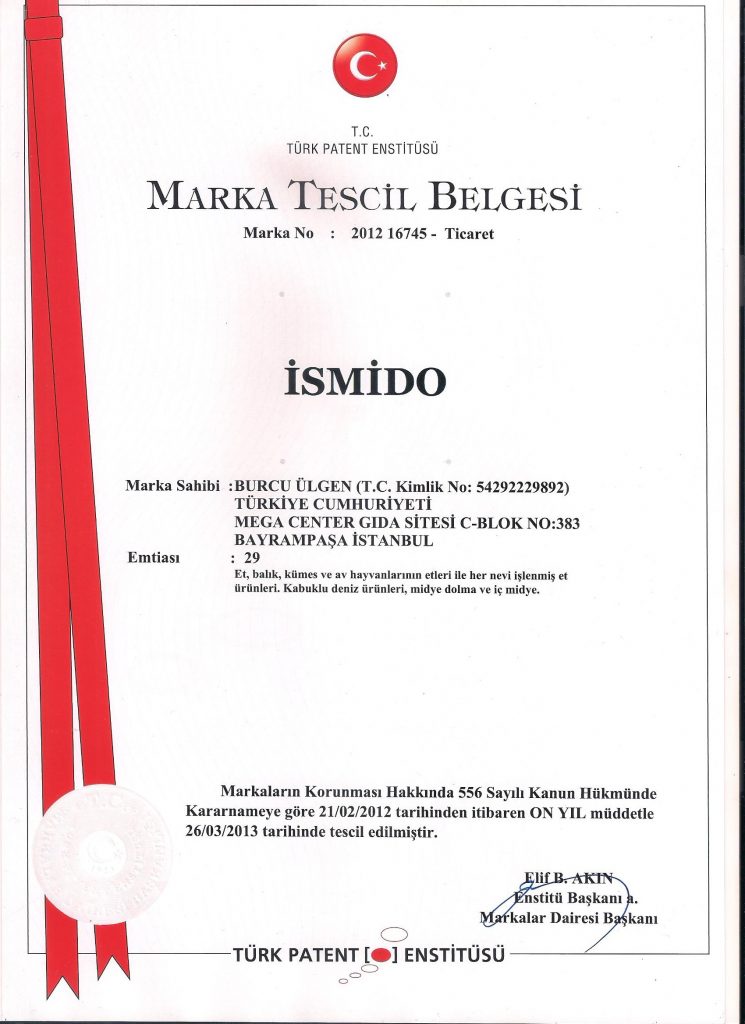 T.C.
TÜRK PATENT ENSTİTÜSÜ
MARKA TESCİL BELGESİ
Marka No : 2012 16745 - Ticaret
İSMİDO
Marka Sahibi :BURCU ÜLGEN (T.C. Kimlik No: 54292229892)
TÜRKİYE CUMHURİYETİ
MEGA CENTER GIDA SİTESİ C-BLOK NO:383
BAYRAMPAŞA İSTANBUL
Emtiası : 29
Et, balık, kümes ve av hayvanlarının etleri ile her nevi işlenmiş et
ürünleri. Kabuklu deniz ürünleri, midye dolma ve iç midye.
Markaların Korunması Hakkında 556 Sayılı Kanun Hükmünde
Kararnameye göre 21/02/2012 tarihinden itibaren ON YIL müddetle
26/03/2013 tarihinde tescil edilmiştir.
Elif B. AKIN
Enstitü Başkanı a.
Markalar Dairesi Başkanı
TÜRK PATENT [ ] ENSTİTÜSÜ